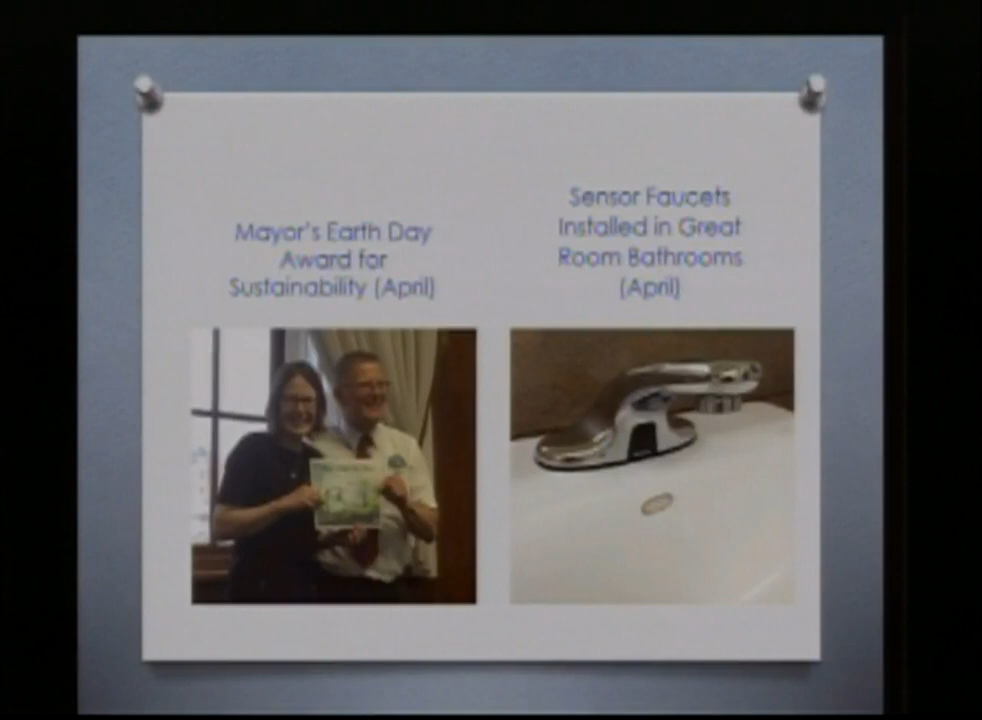 Mayor's Earth Day
Award for
Sustainability (April)
Sensor Faucets
Installed in Great
Room Bathrooms
(April)